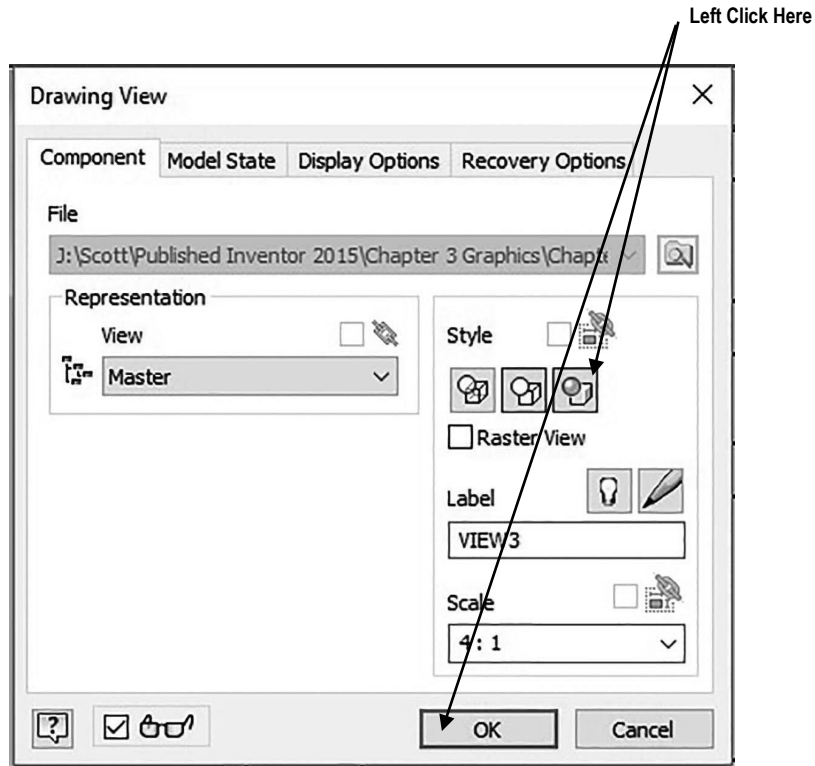 Left Click Here
Drawing View
Component Model State Display Options Recovery Options
File
J:\Scott\Published Inventor 2015\Chapter 3 Graphics\Chapte
Representation
View
Master
Style
Raster View
Label
VIEW3
Scale
4 : 1
OK Cancel